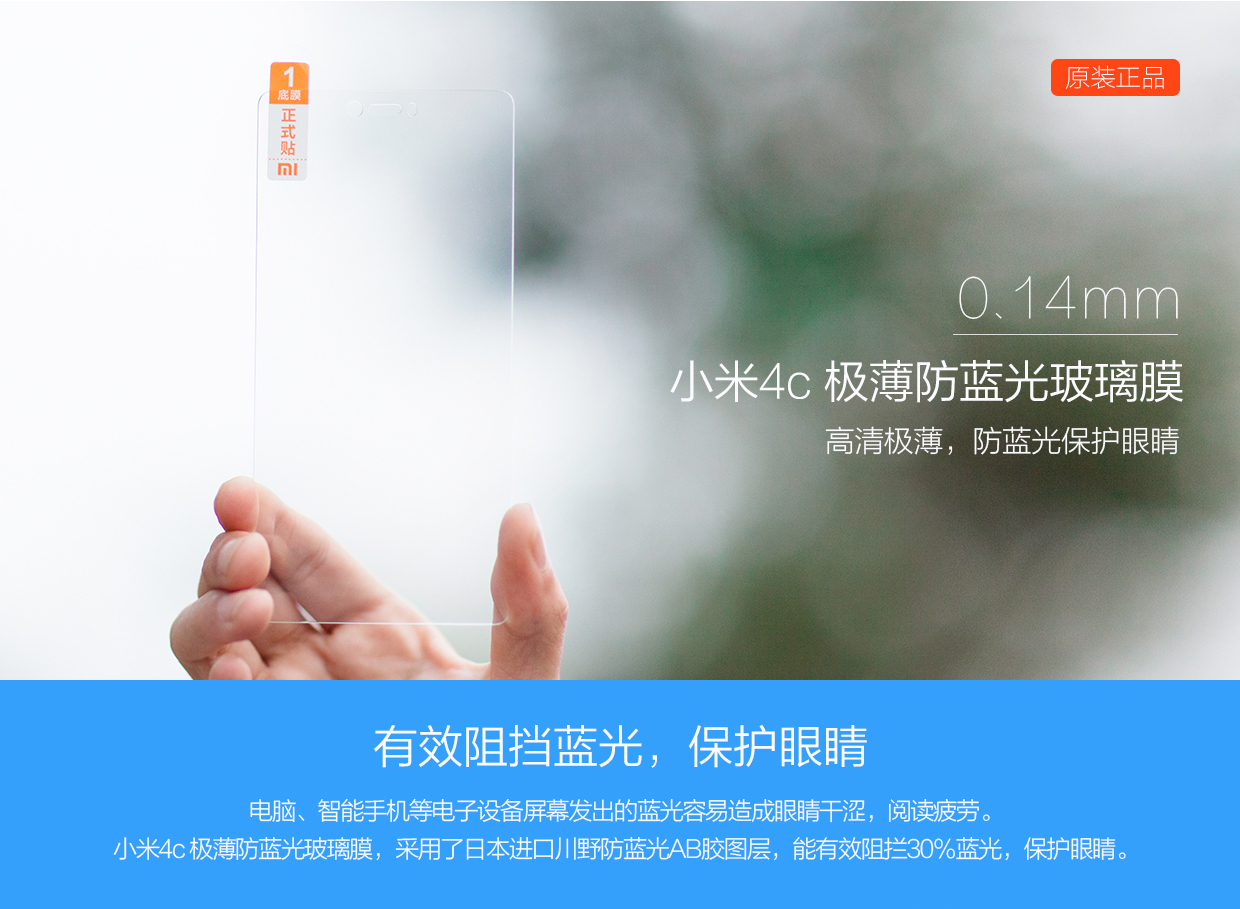 1
底膜
正式贴
mi
原装正品
0.14mm
小米4c 极薄防蓝光玻璃膜
高清极薄，防蓝光保护眼睛
有效阻挡蓝光，保护眼睛
电脑、智能手机等电子设备屏幕发出的蓝光容易造成眼睛干涩，阅读疲劳。
小米4c 极薄防蓝光玻璃膜，采用了日本进口川野防蓝光AB胶图层，能有效阻拦30%蓝光，保护眼睛。